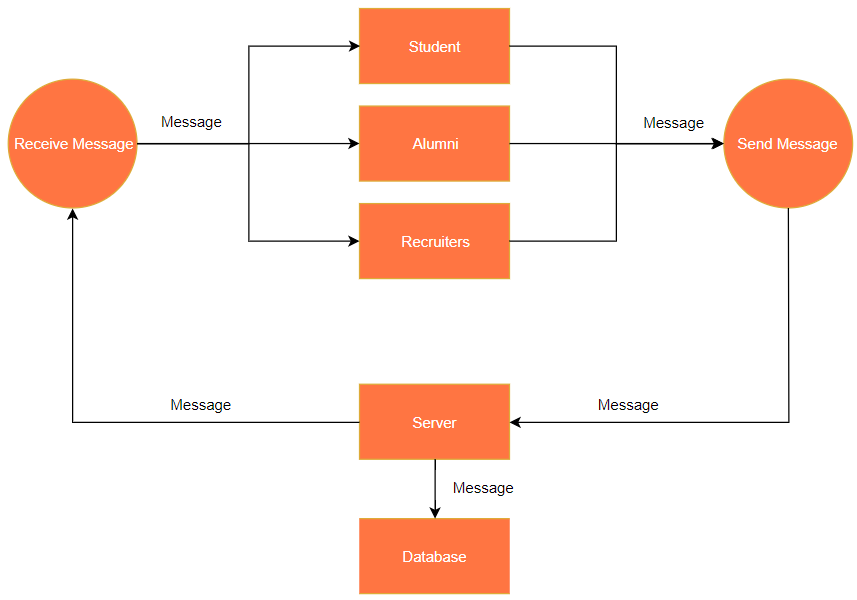 Student
Message
Message
Receive Message
Alumni
Send Message
Recruiters
Message
Message
Server
Message
Database